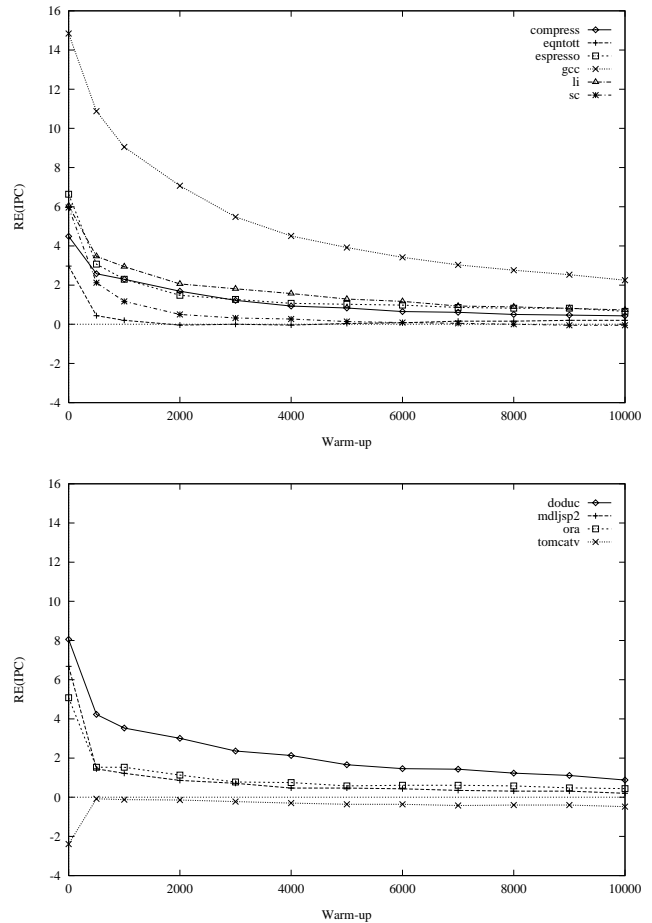 16
14
12
10
8
6
4
2
0
-2
-4
RE(IPC)
compress
eqntott
espresso
gcc
li
sc
0 2000 4000 6000 8000 10000
Warm-up
16
14
12
10
8
6
4
2
0
-2
-4
RE(IPC)
doduc
mdljsp2
ora
tomcatv
0 2000 4000 6000 8000 10000
Warm-up